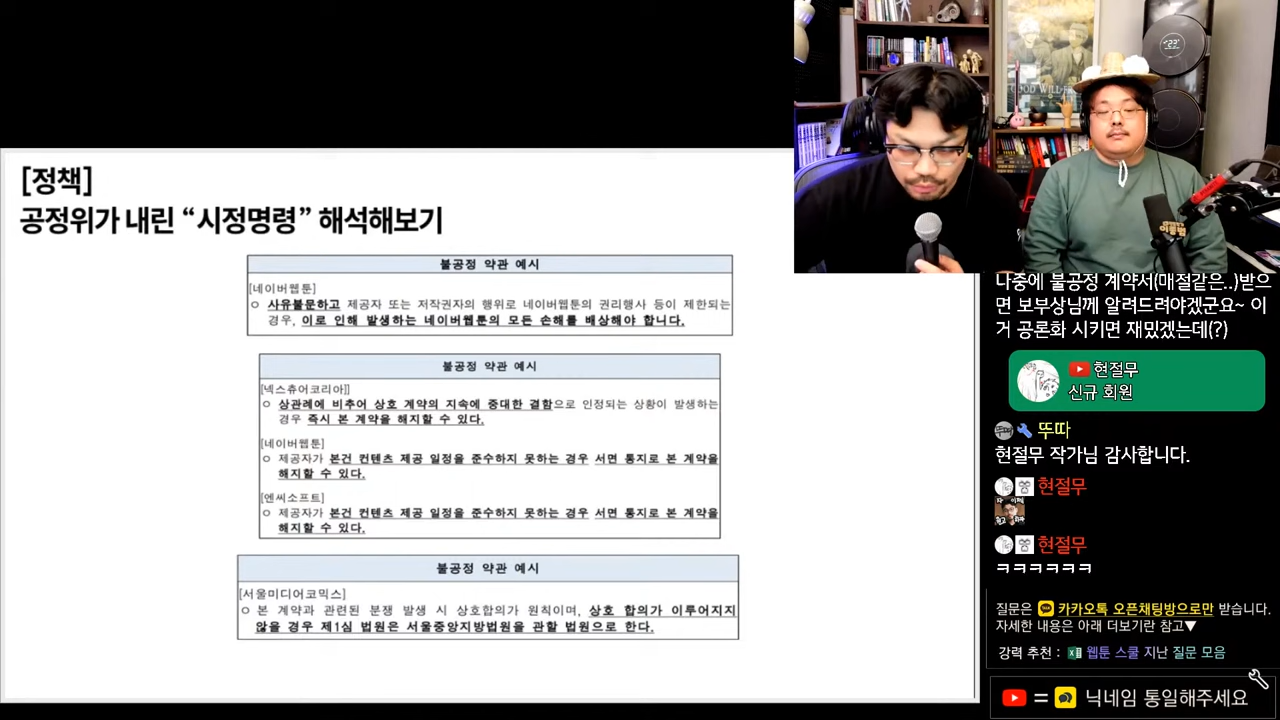 [정책]
공정위가 내린 “시정명령” 해석해보기
불공정 약관 예시
[네이버웹툰]
ㅇ 사유불문하고 제공자 또는 저작권자의 행위로 네이버웹툰의 권리행사 등이 제한되는
경우, 이로 인해 발생하는 네이버웹툰의 모든 손해를 배상해야 합니다.
불공정 약관 예시
[넥스츄어코리아]]
ㅇ 상관례에 비추어 상호 계약의 지속에 중대한 결함으로 인정되는 상황이 발생하는
경우 즉시 본 계약을 해지할 수 있다.
[네이버웹툰]
ㅇ 제공자가 본건 컨텐츠 제공 일정을 준수하지 못하는 경우 서면 통지로 본 계약을
해지할 수 있다.
[엔씨소프트]
ㅇ 제공자가 본건 컨텐츠 제공 일정을 준수하지 못하는 경우 서면 통지로 본 계약을
해지할 수 있다.
불공정 약관 예시
[서울미디어코믹스]
ㅇ 본 계약과 관련된 분쟁 발생 시 상호합의가 원칙이며, 상호 합의가 이루어지지
않을 경우 제1심 법원은 서울중앙지방법원을 관할 법원으로 한다.
GOOD WILL
나중에 불공정 계약서(매절같은..)받으
면 보부상님께 알려드려야겠군요~ 이
거 공론화 시키면 재밌겠는데(?)
현절무
신규 회원
뚜따
현절무 작가님 감사합니다.
현절무
현절무
ㅋㅋㅋㅋㅋㅋ
질문은 카카오톡 오픈채팅방으로만 받습니다.
자세한 내용은 아래 더보기란 참고▼
강력 추천 : 웹툰 스쿨 지난 질문 모음
= 닉네임 통일해주세요